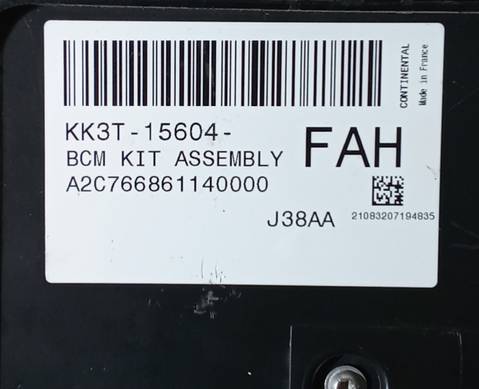 KK3T-15604-
FAH
BCM KIT ASSEMBLY
A2C766861140000
J38AA
21083207194835
CONTINENTAL
Made in France